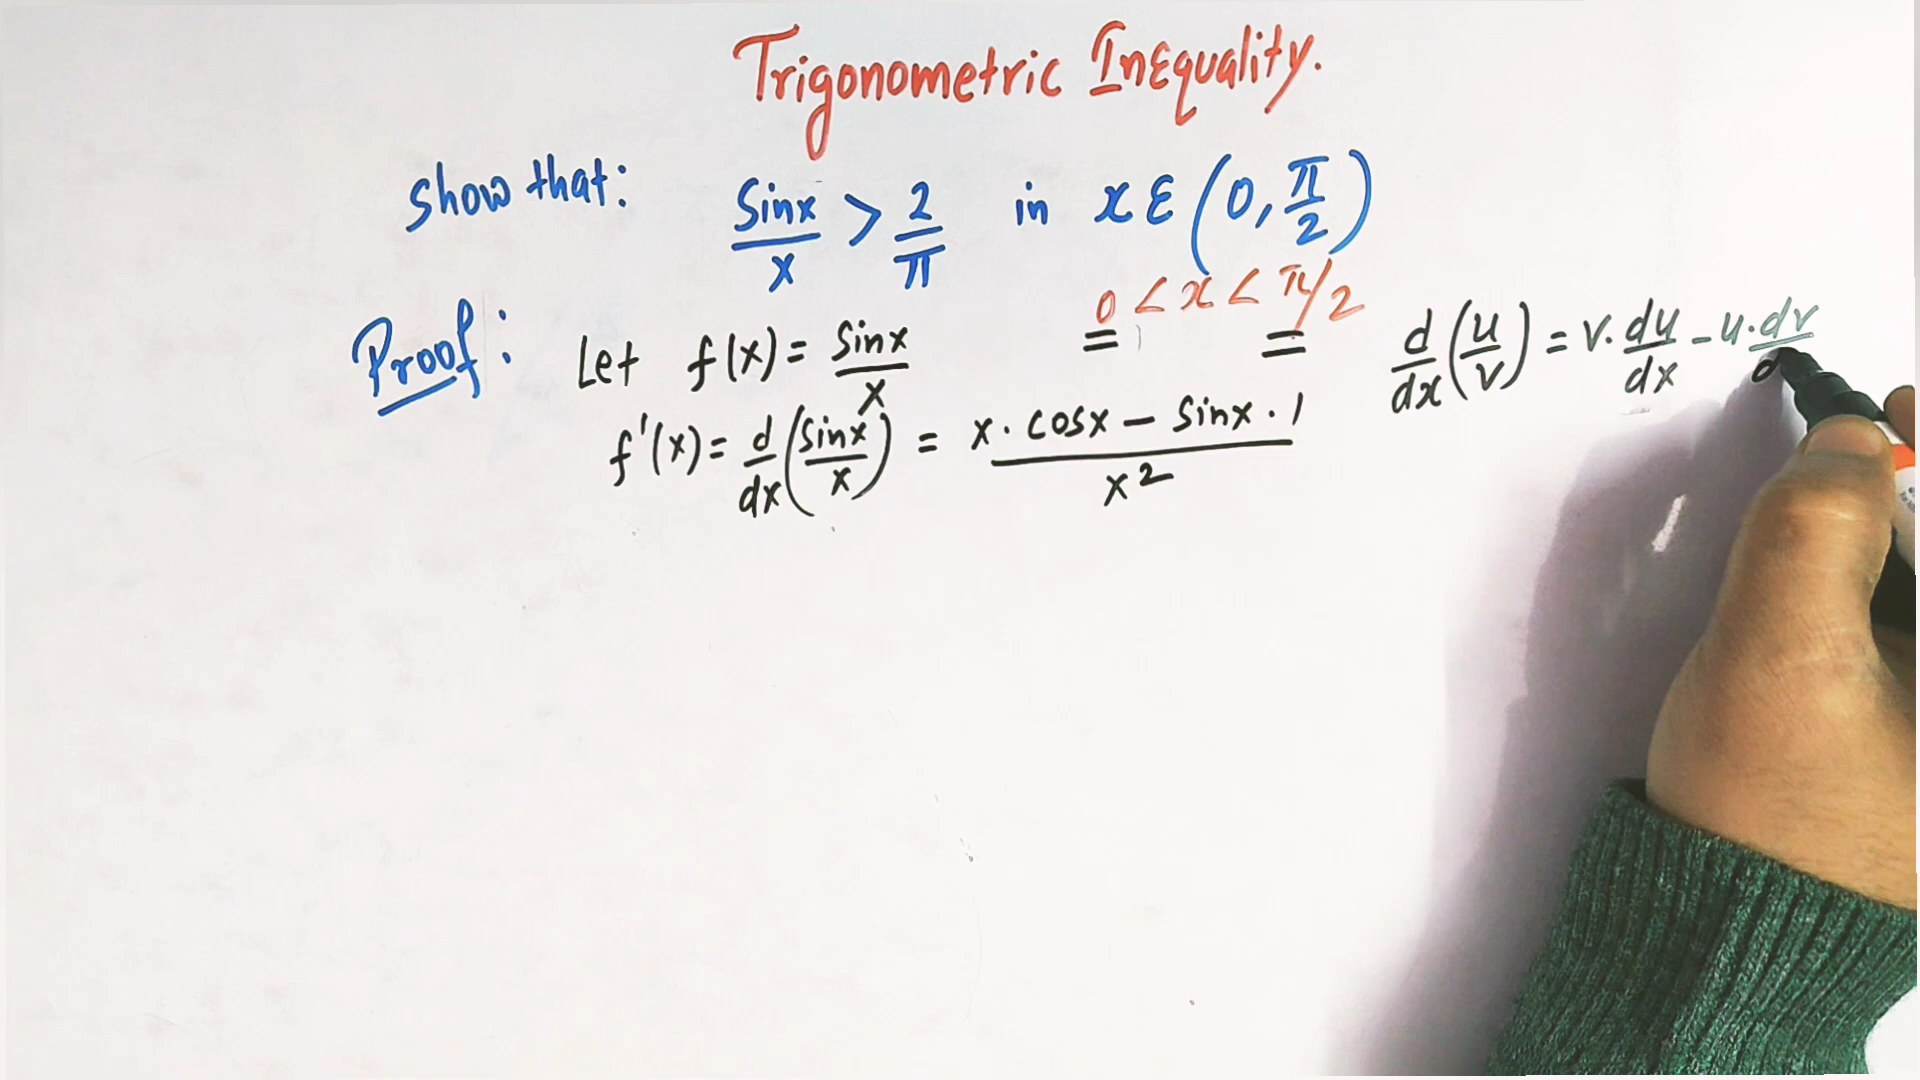 Trigonometric Inequality.
Show that: sinx/x > 2/π in x ε (0, π/2)
0 < x < π/2
Proof: Let f(x) = sinx/x
d/dx (u/v) = v. du/dx - u. dv/d
f'(x) = d/dx (sinx/x) = x. cosx - sinx. 1 / x²